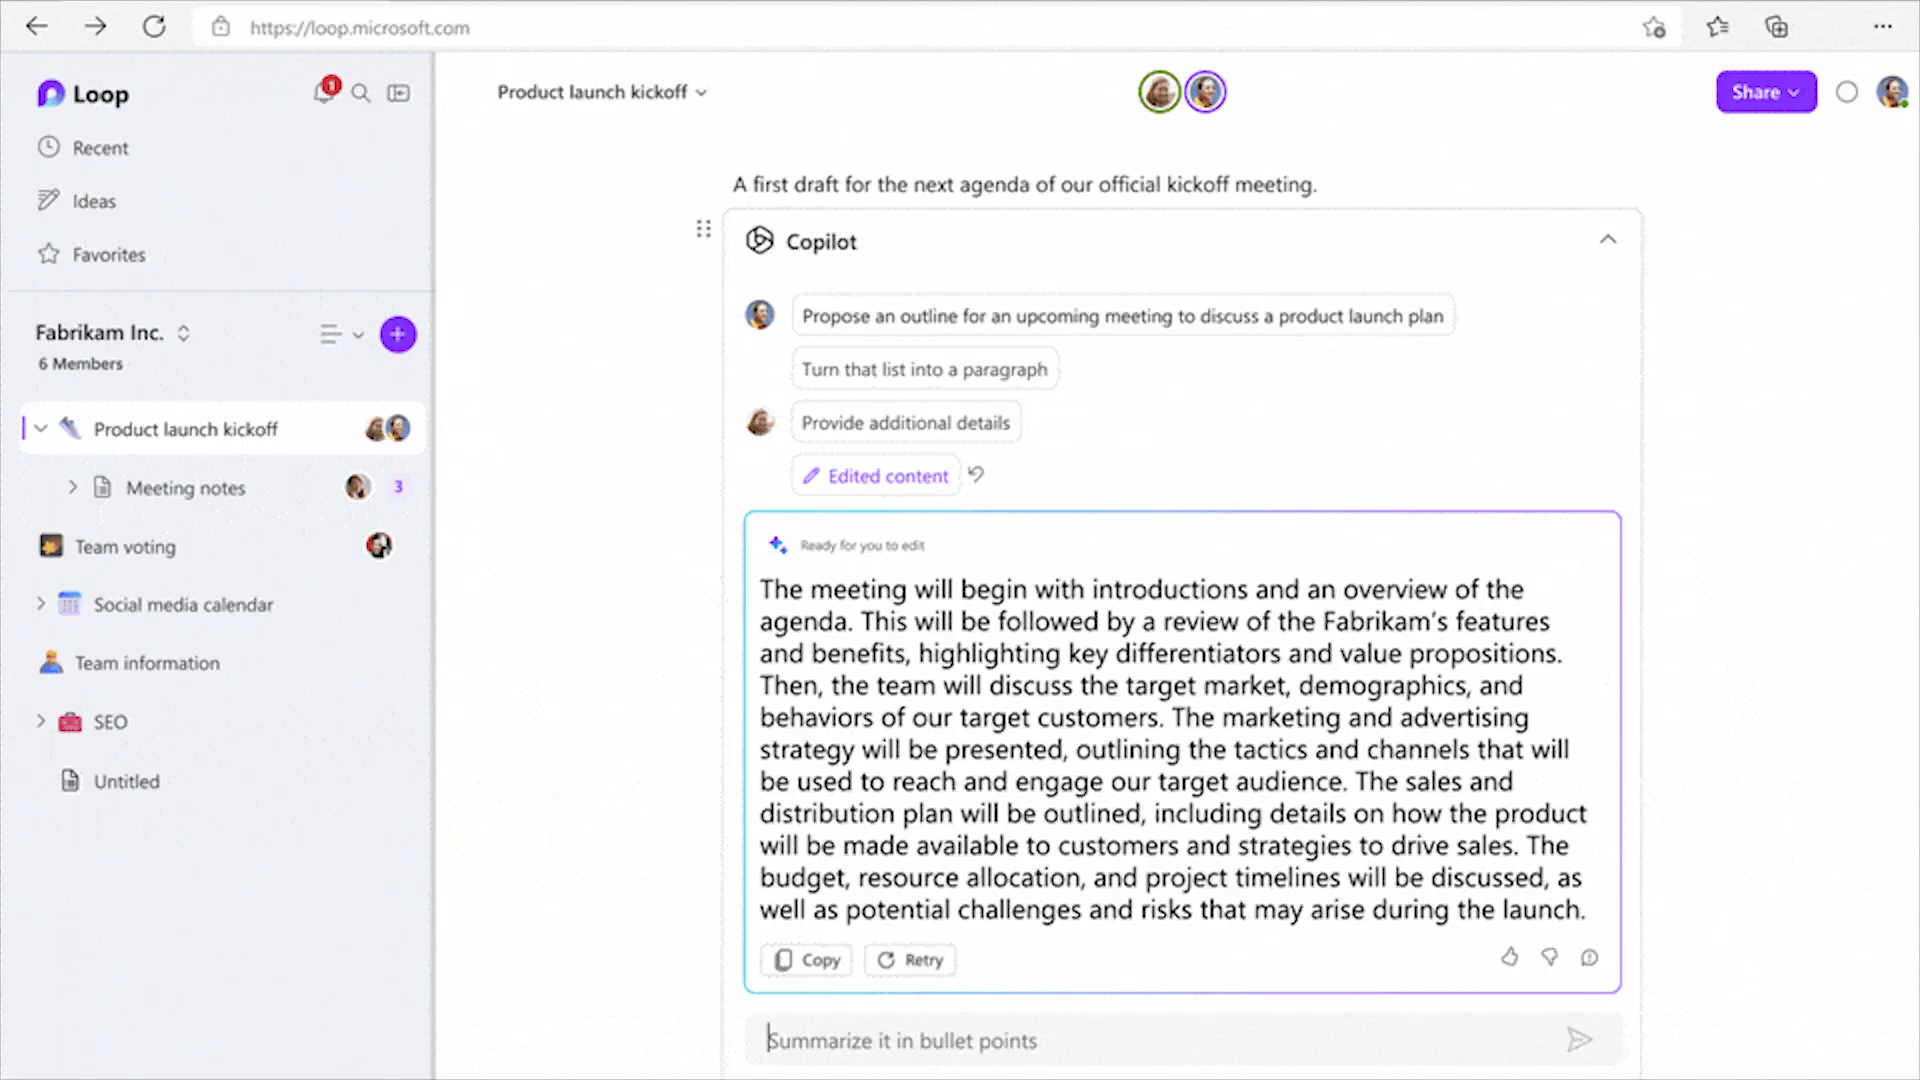 https://loop.microsoft.com
Loop
1
Recent
Ideas
Favorites
Fabrikam Inc.
6 Members
Product launch kickoff
Meeting notes
3
Team voting
Social media calendar
Team information
SEO
Untitled
Product launch kickoff
Share
A first draft for the next agenda of our official kickoff meeting.
Copilot
Propose an outline for an upcoming meeting to discuss a product launch plan
Turn that list into a paragraph
Provide additional details
Edited content
Ready for you to edit
The meeting will begin with introductions and an overview of the
agenda. This will be followed by a review of the Fabrikam's features
and benefits, highlighting key differentiators and value propositions.
Then, the team will discuss the target market, demographics, and
behaviors of our target customers. The marketing and advertising
strategy will be presented, outlining the tactics and channels that will
be used to reach and engage our target audience. The sales and
distribution plan will be outlined, including details on how the product
will be made available to customers and strategies to drive sales. The
budget, resource allocation, and project timelines will be discussed, as
well as potential challenges and risks that may arise during the launch.
Copy
Retry
Summarize it in bullet points